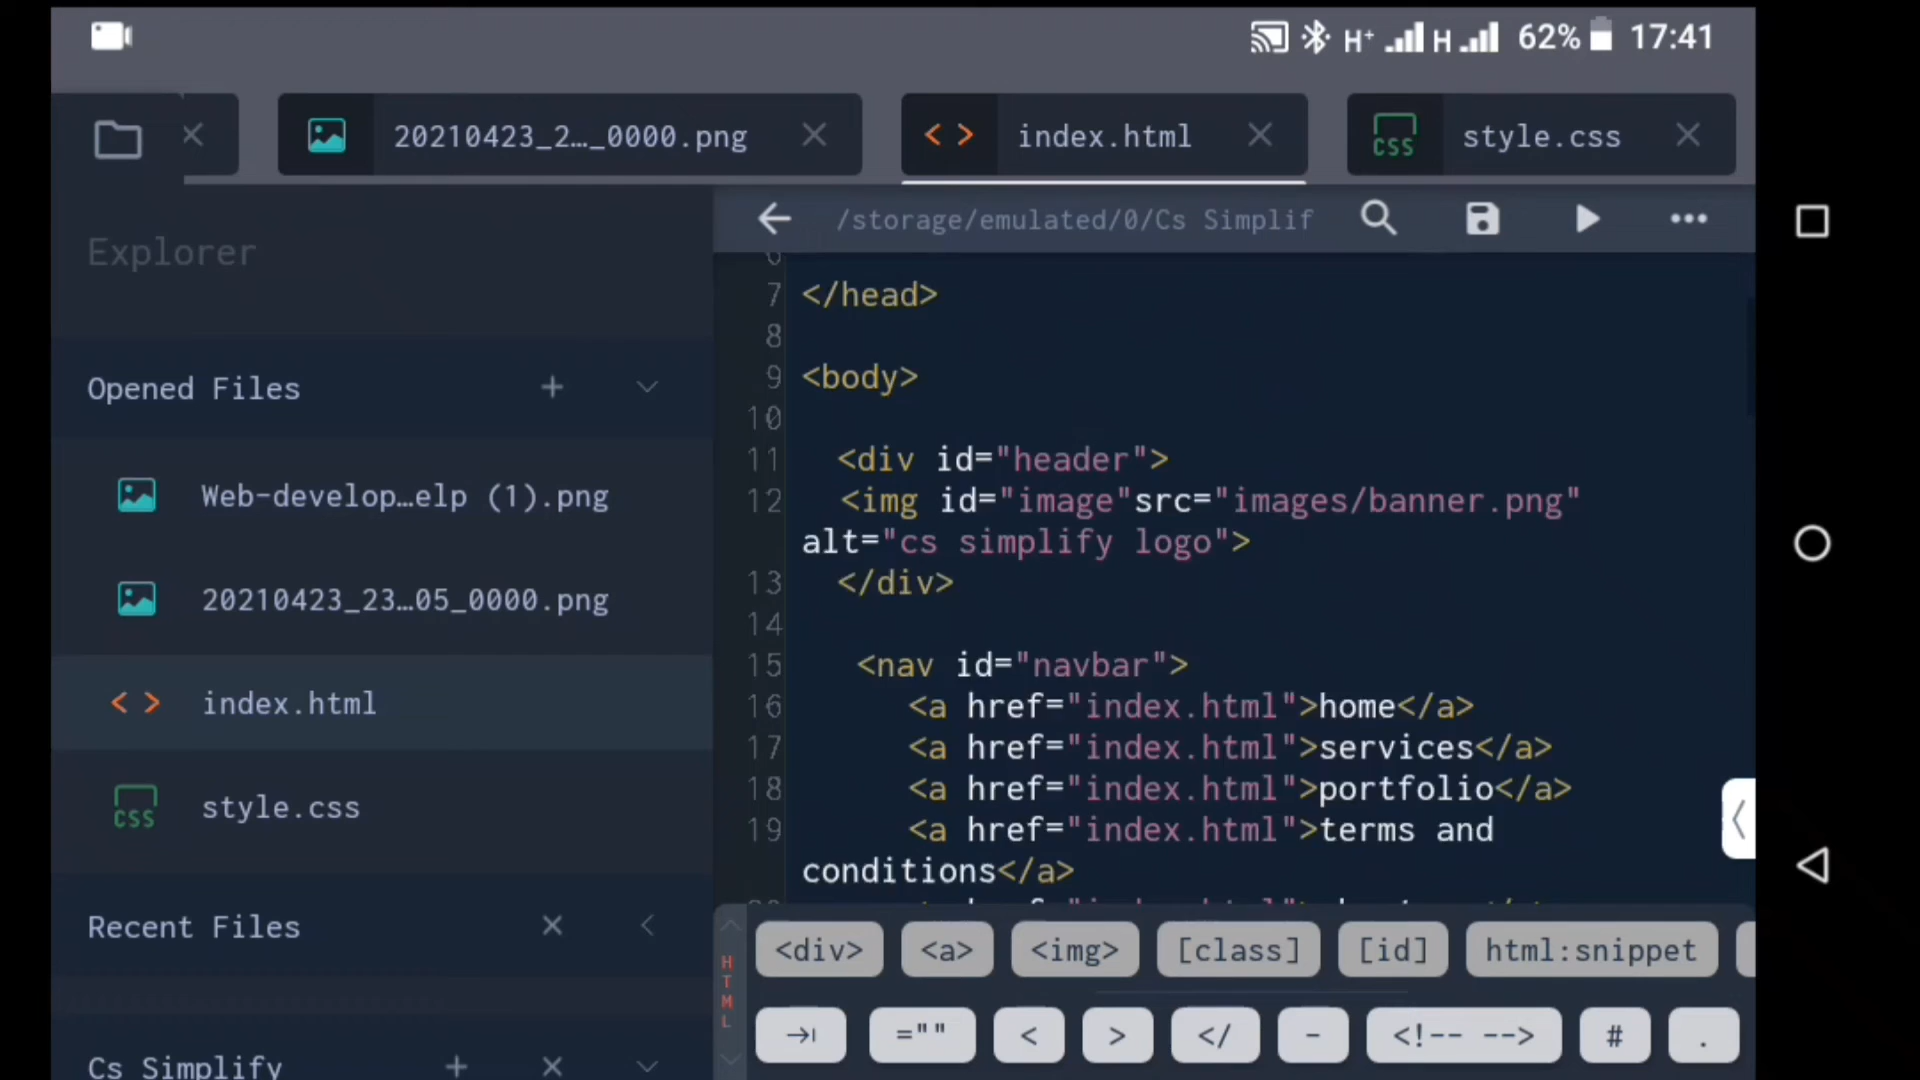 H+ H 62% 17:41
20210423_2…_0000.png
index.html
CSS style.css
Explorer
/storage/emulated/0/Cs Simplif
Opened Files
Web-develop…elp (1).png
20210423_23…05_0000.png
index.html
CSS style.css
Recent Files
Cs Simplify
6
7 </head>
8
9 <body>
10
11 <div id="header">
12 <img id="image"src="images/banner.png"
alt="cs simplify logo">
13 </div>
14
15 <nav id="navbar">
16 <a href="index.html">home</a>
17 <a href="index.html">services</a>
18 <a href="index.html">portfolio</a>
19 <a href="index.html">terms and
conditions</a>
HTML
<div> <a> <img> [class] [id] html:snippet
="" < > </ - <!-- --> # .